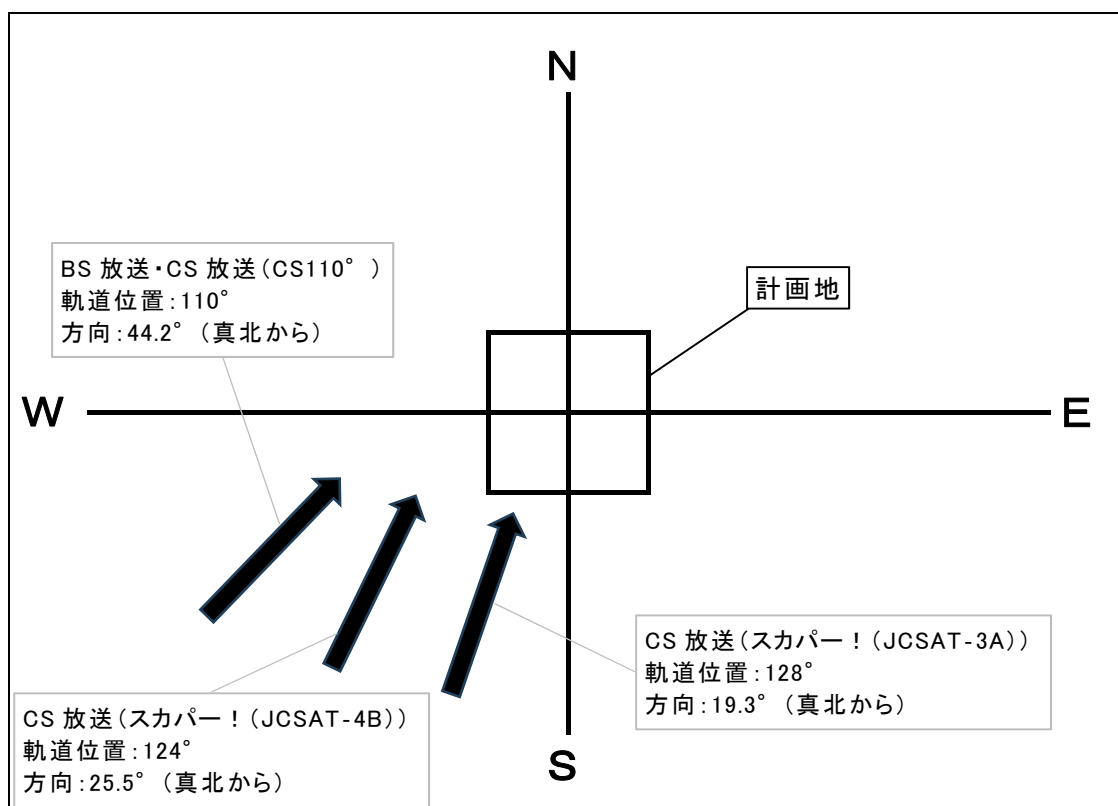 N
BS 放送・CS 放送(CS110°)
軌道位置:110°
方向:44.2°(真北から)
計画地
W
E
CS 放送(スカパー!(JCSAT-3A))
軌道位置:128°
方向:19.3°(真北から)
CS 放送(スカパー!(JCSAT-4B))
軌道位置:124°
方向:25.5°(真北から)
S